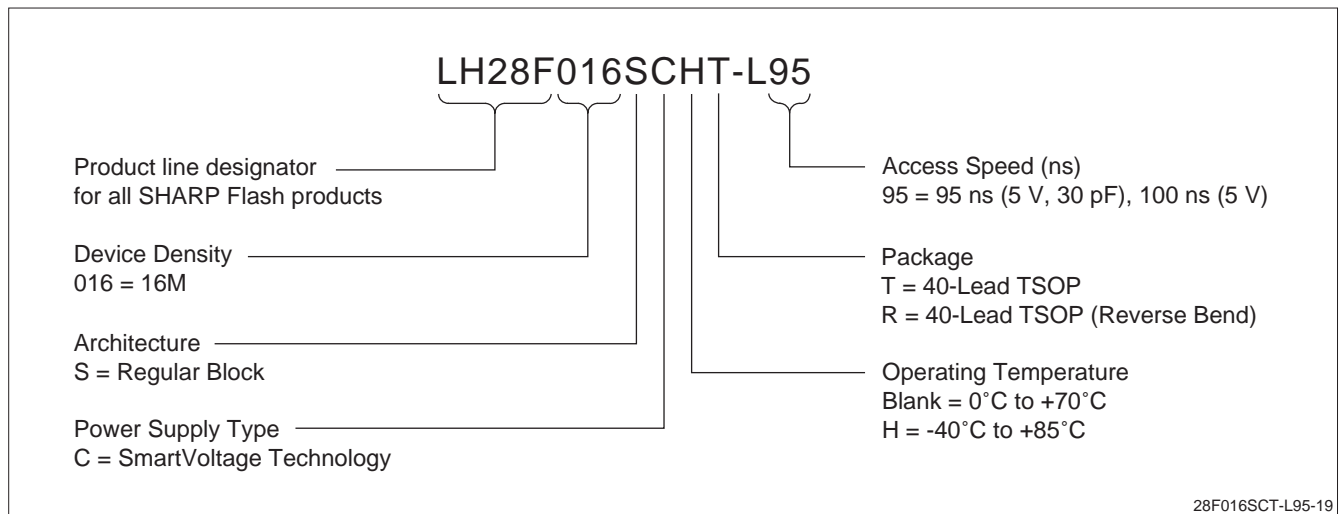 LH28F016SCHT-L95
Product line designator
for all SHARP Flash products
Device Density
016 = 16M
Architecture
S = Regular Block
Power Supply Type
C = SmartVoltage Technology
Access Speed (ns)
95 = 95 ns (5 V, 30 pF), 100 ns (5 V)
Package
T = 40-Lead TSOP
R = 40-Lead TSOP (Reverse Bend)
Operating Temperature
Blank = 0˚C to +70˚C
H = -40˚C to +85˚C
28F016SCT-L95-19